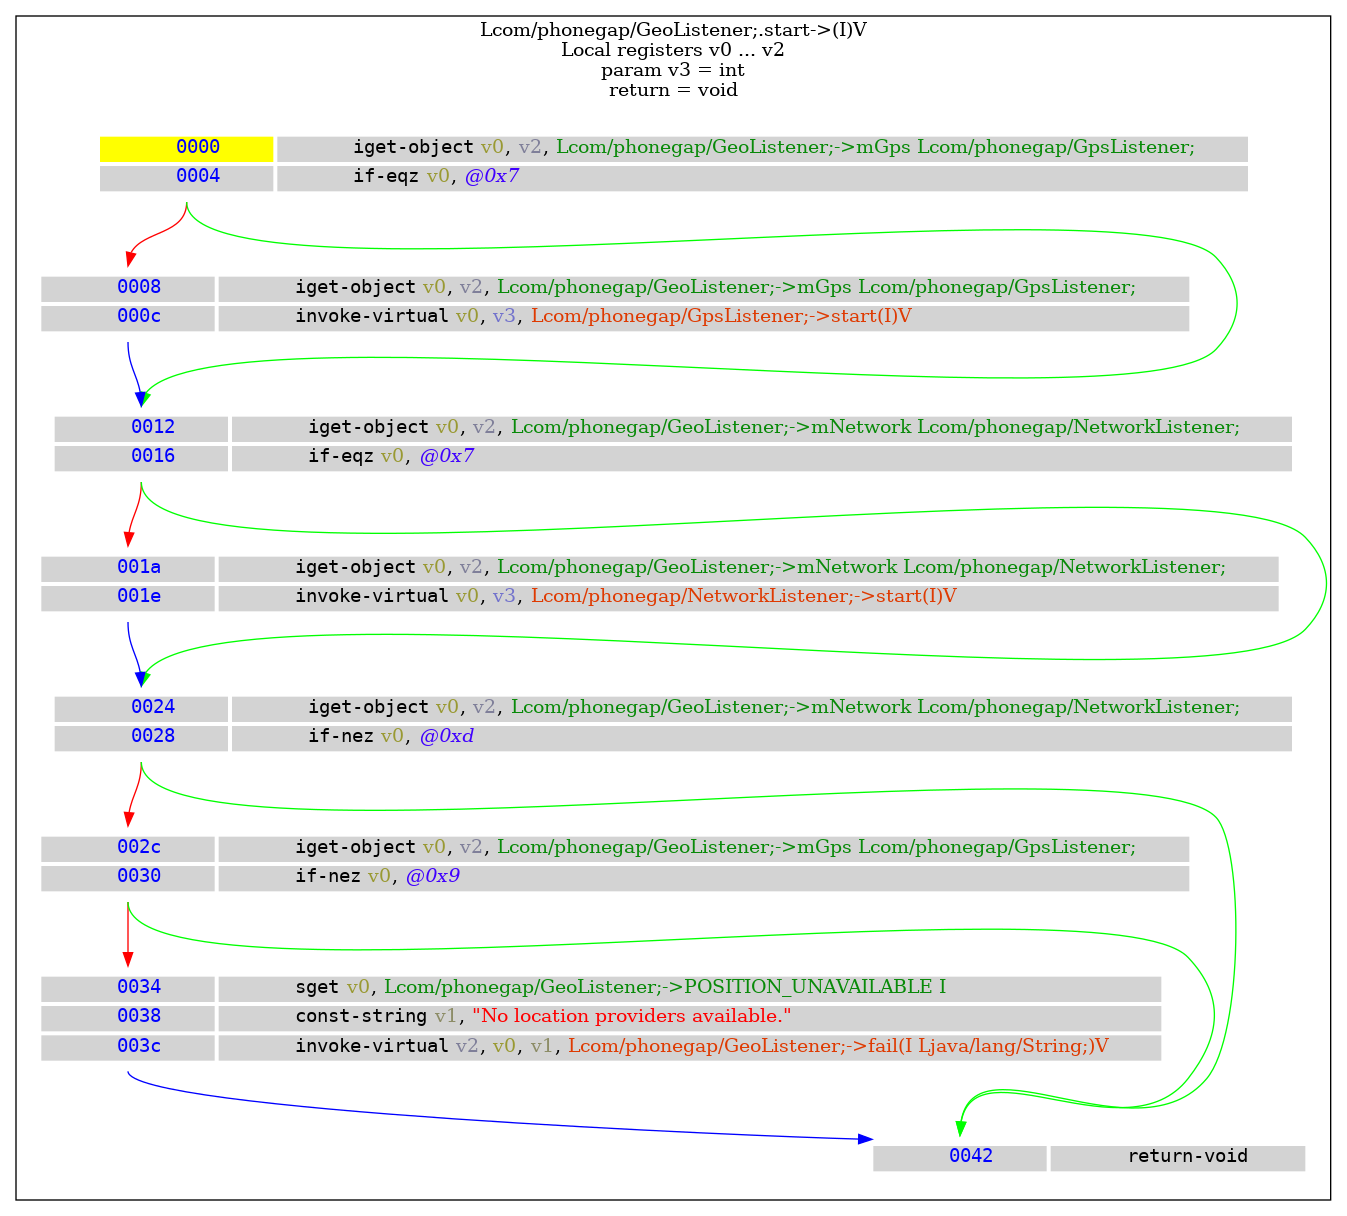 Lcom/phonegap/GeoListener;.start->(I)V
Local registers v0 ... v2
param v3 = int
return = void
0000 iget-object v0, v2, Lcom/phonegap/GeoListener;->mGps Lcom/phonegap/GpsListener;
0004 if-eqz v0, @0x7
0008 iget-object v0, v2, Lcom/phonegap/GeoListener;->mGps Lcom/phonegap/GpsListener;
000c invoke-virtual v0, v3, Lcom/phonegap/GpsListener;->start(I)V
0012 iget-object v0, v2, Lcom/phonegap/GeoListener;->mNetwork Lcom/phonegap/NetworkListener;
0016 if-eqz v0, @0x7
001a iget-object v0, v2, Lcom/phonegap/GeoListener;->mNetwork Lcom/phonegap/NetworkListener;
001e invoke-virtual v0, v3, Lcom/phonegap/NetworkListener;->start(I)V
0024 iget-object v0, v2, Lcom/phonegap/GeoListener;->mNetwork Lcom/phonegap/NetworkListener;
0028 if-nez v0, @0xd
002c iget-object v0, v2, Lcom/phonegap/GeoListener;->mGps Lcom/phonegap/GpsListener;
0030 if-nez v0, @0x9
0034 sget v0, Lcom/phonegap/GeoListener;->POSITION_UNAVAILABLE I
0038 const-string v1, "No location providers available."
003c invoke-virtual v2, v0, v1, Lcom/phonegap/GeoListener;->fail(I Ljava/lang/String;)V
0042 return-void